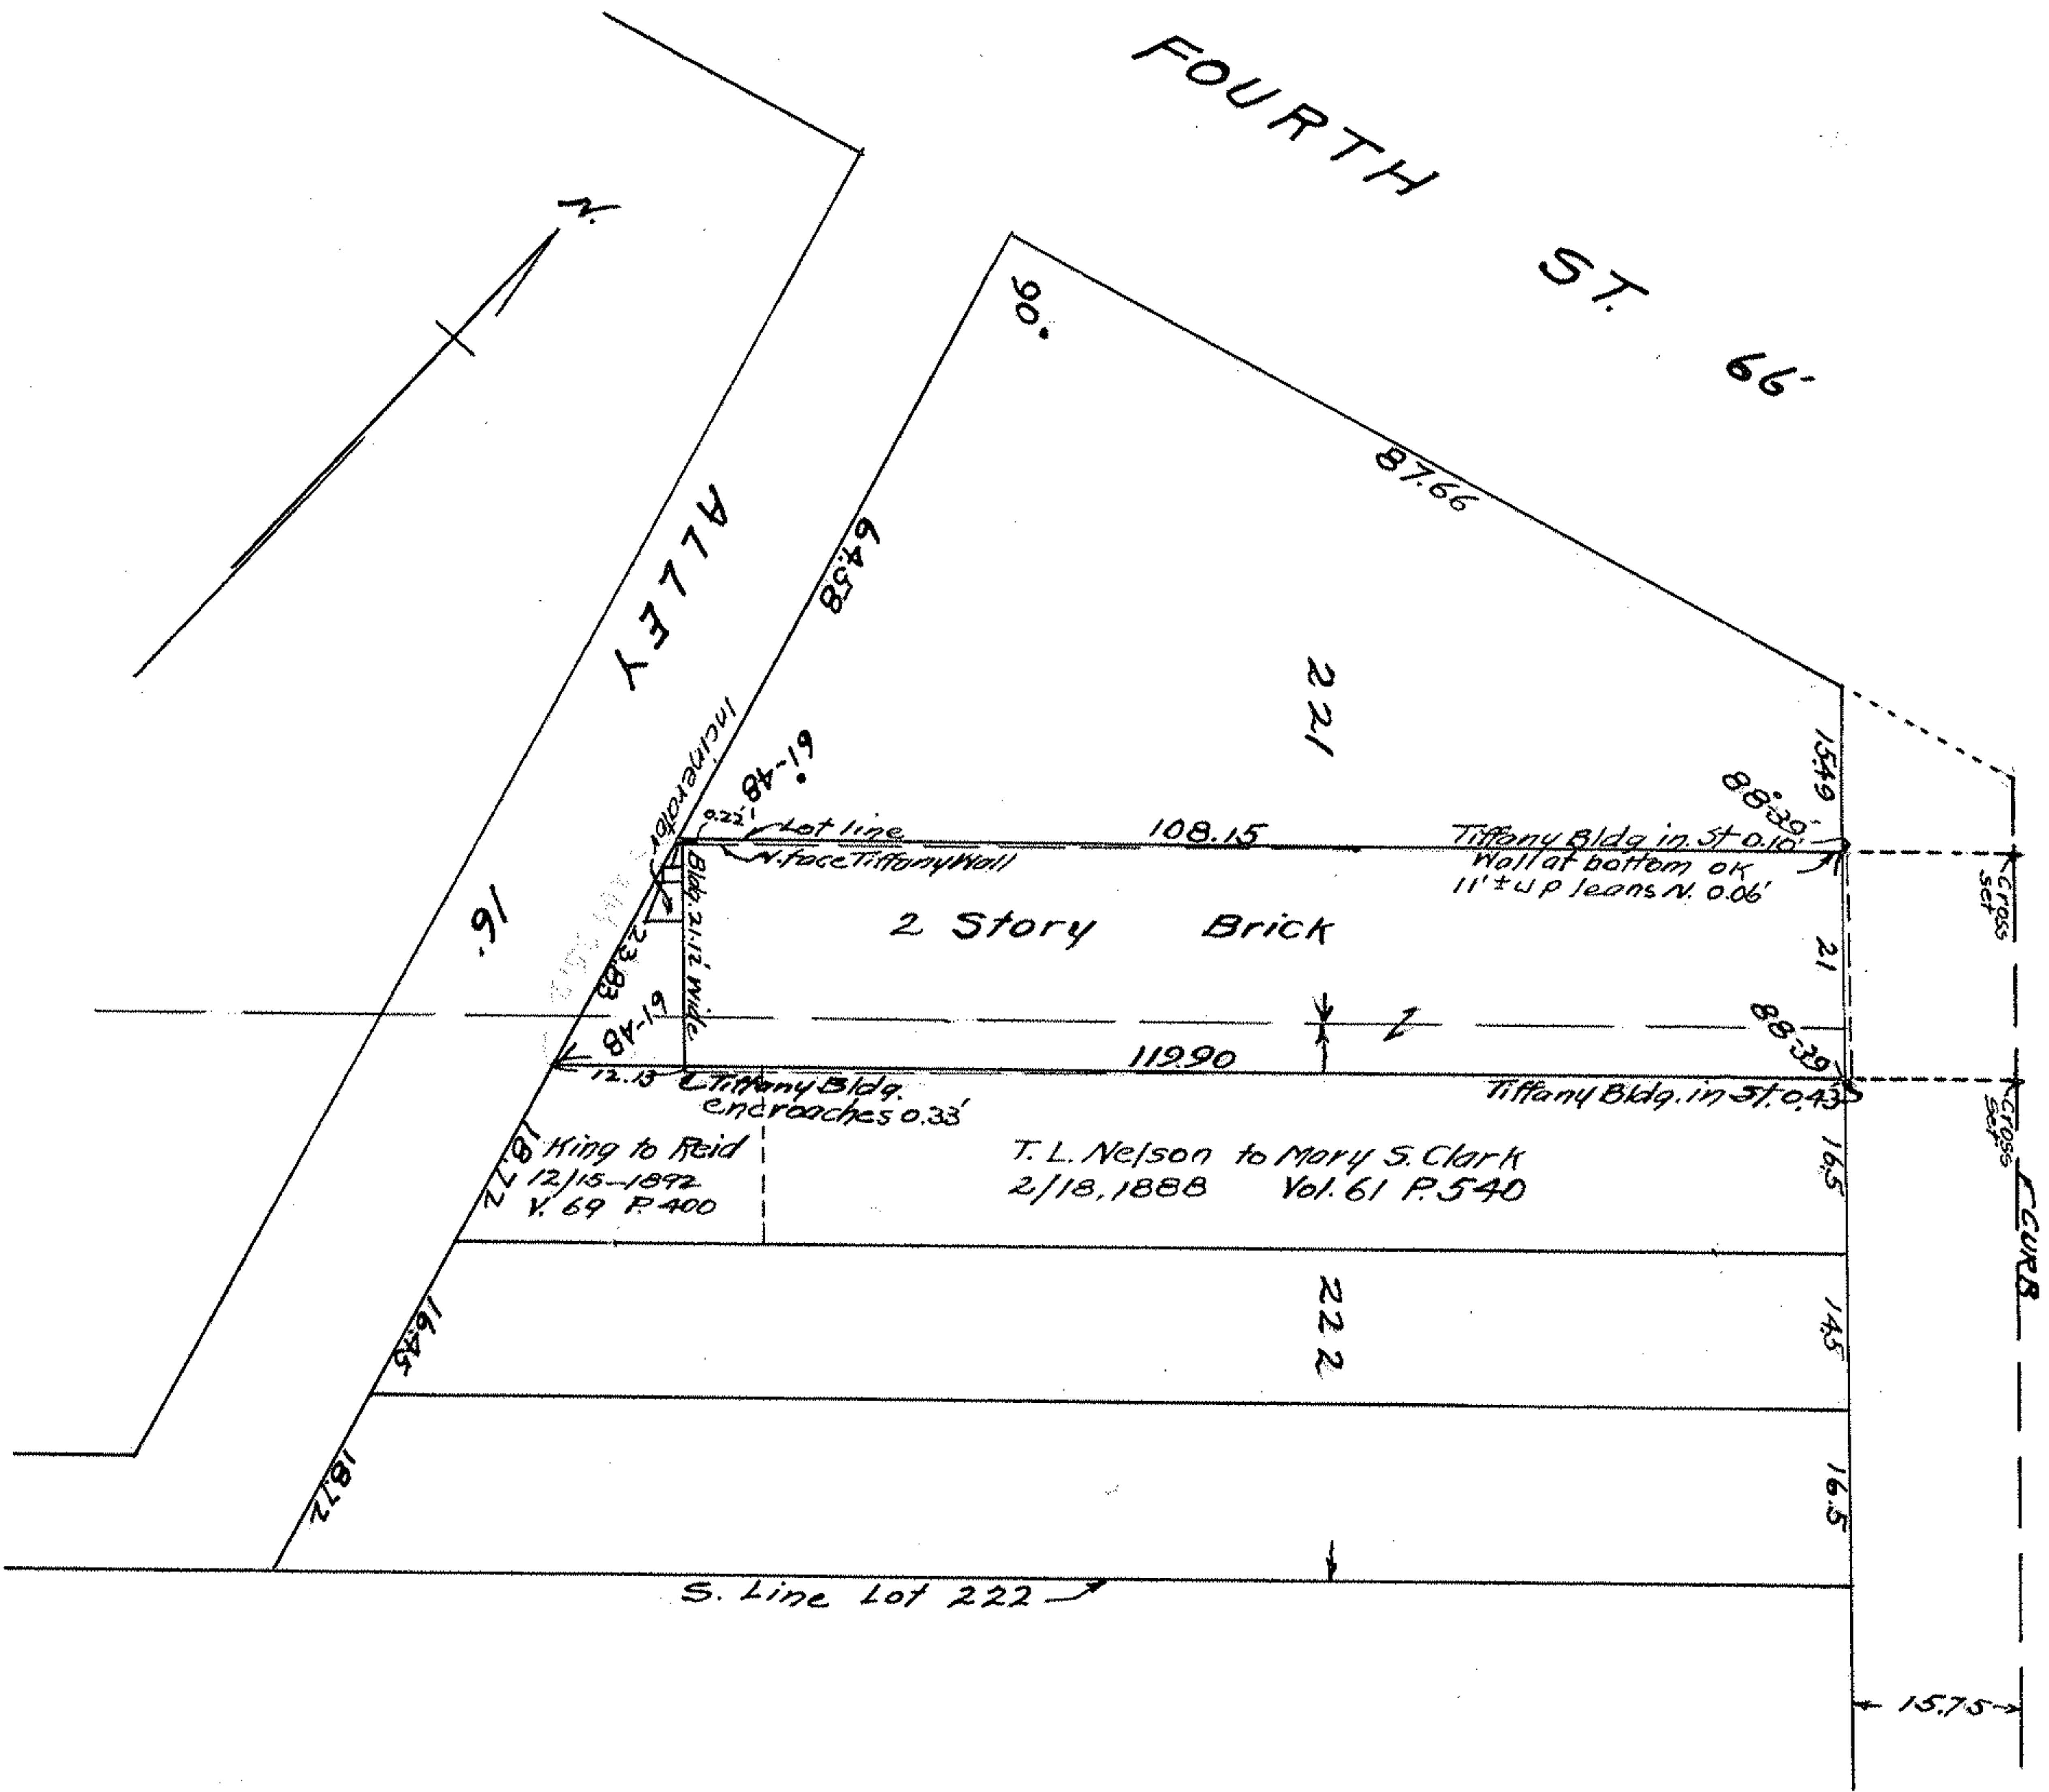 FOURTH ST. 66'
N.
90°
87.66
ALLEY
64.58
16'
221
15.49
Incinerator
61°-48'
88°-39'
0.22'
Lot line
108.15
Tiffany Bldg in St 0.10'
N. face Tiffany Wall
Wall at bottom OK
11'± up leans N. 0.06'
Cross
set
Bldg. 21.12' Wide
2 Story Brick
21
23.83
61-48
88-39
119.90
12.13
Tiffany Bldg.
encroaches 0.33'
Tiffany Bldg. in St. 0.43'
Cross
set
King to Reid
12/15-1892
V. 69 P. 400
T. L. Nelson to Mary S. Clark
2/18, 1888 Vol. 61 P. 540
18.72
16.5
CURB
222
16.45
14.5
18.72
16.5
S. Line Lot 222
15.75